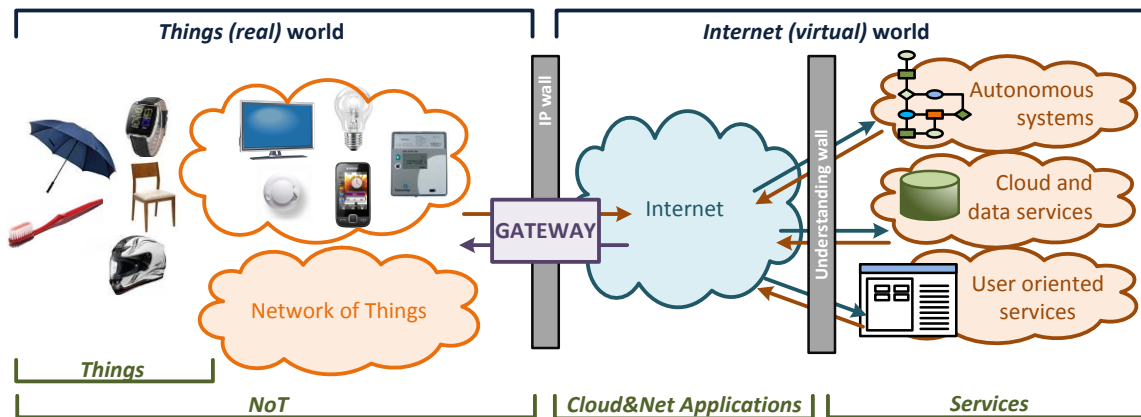 Things (real) world
Internet (virtual) world
IP wall
Understanding wall
Autonomous
systems
Internet
Cloud and
data services
GATEWAY
Network of Things
User oriented
services
Things
NoT
Cloud&Net Applications
Services